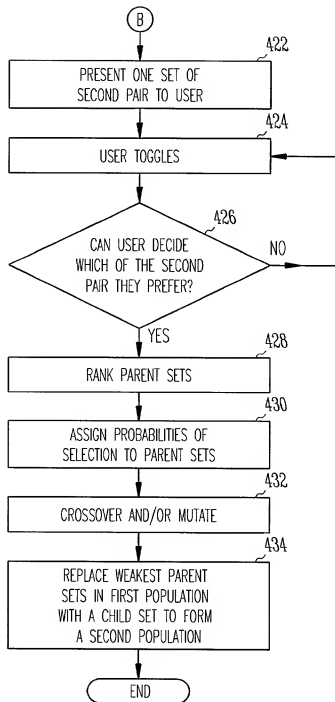 B
422
PRESENT ONE SET OF
SECOND PAIR TO USER
424
USER TOGGLES
426
CAN USER DECIDE
WHICH OF THE SECOND
PAIR THEY PREFER?
NO
YES
428
RANK PARENT SETS
430
ASSIGN PROBABILITIES OF
SELECTION TO PARENT SETS
432
CROSSOVER AND/OR MUTATE
434
REPLACE WEAKEST PARENT
SETS IN FIRST POPULATION
WITH A CHILD SET TO FORM
A SECOND POPULATION
END